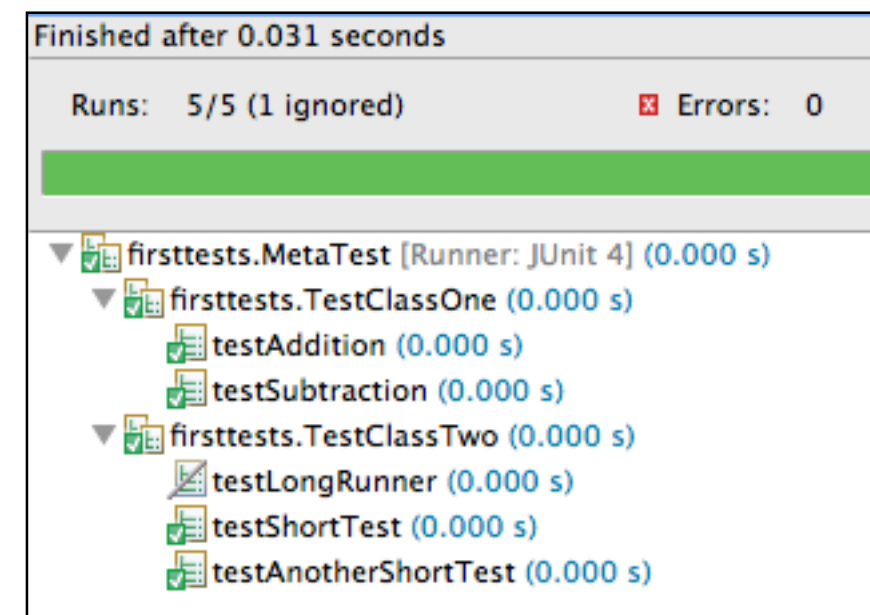 Finished after 0.031 seconds
Runs: 5/5 (1 ignored) Errors: 0
firsttests.MetaTest [Runner: JUnit 4] (0.000 s)
firsttests.TestClassOne (0.000 s)
testAddition (0.000 s)
testSubtraction (0.000 s)
firsttests.TestClassTwo (0.000 s)
testLongRunner (0.000 s)
testShortTest (0.000 s)
testAnotherShortTest (0.000 s)